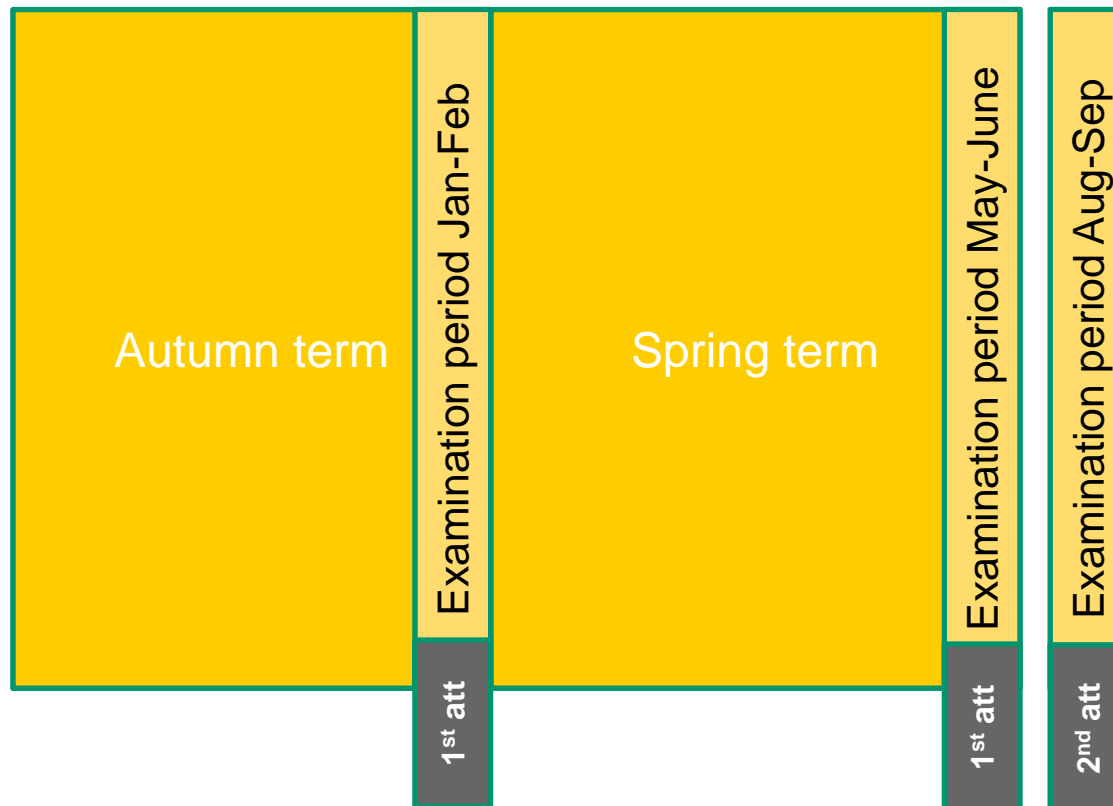 Autumn term
Examination period Jan-Feb
1st att
Spring term
Examination period May-June
1st att
Examination period Aug-Sep
2nd att